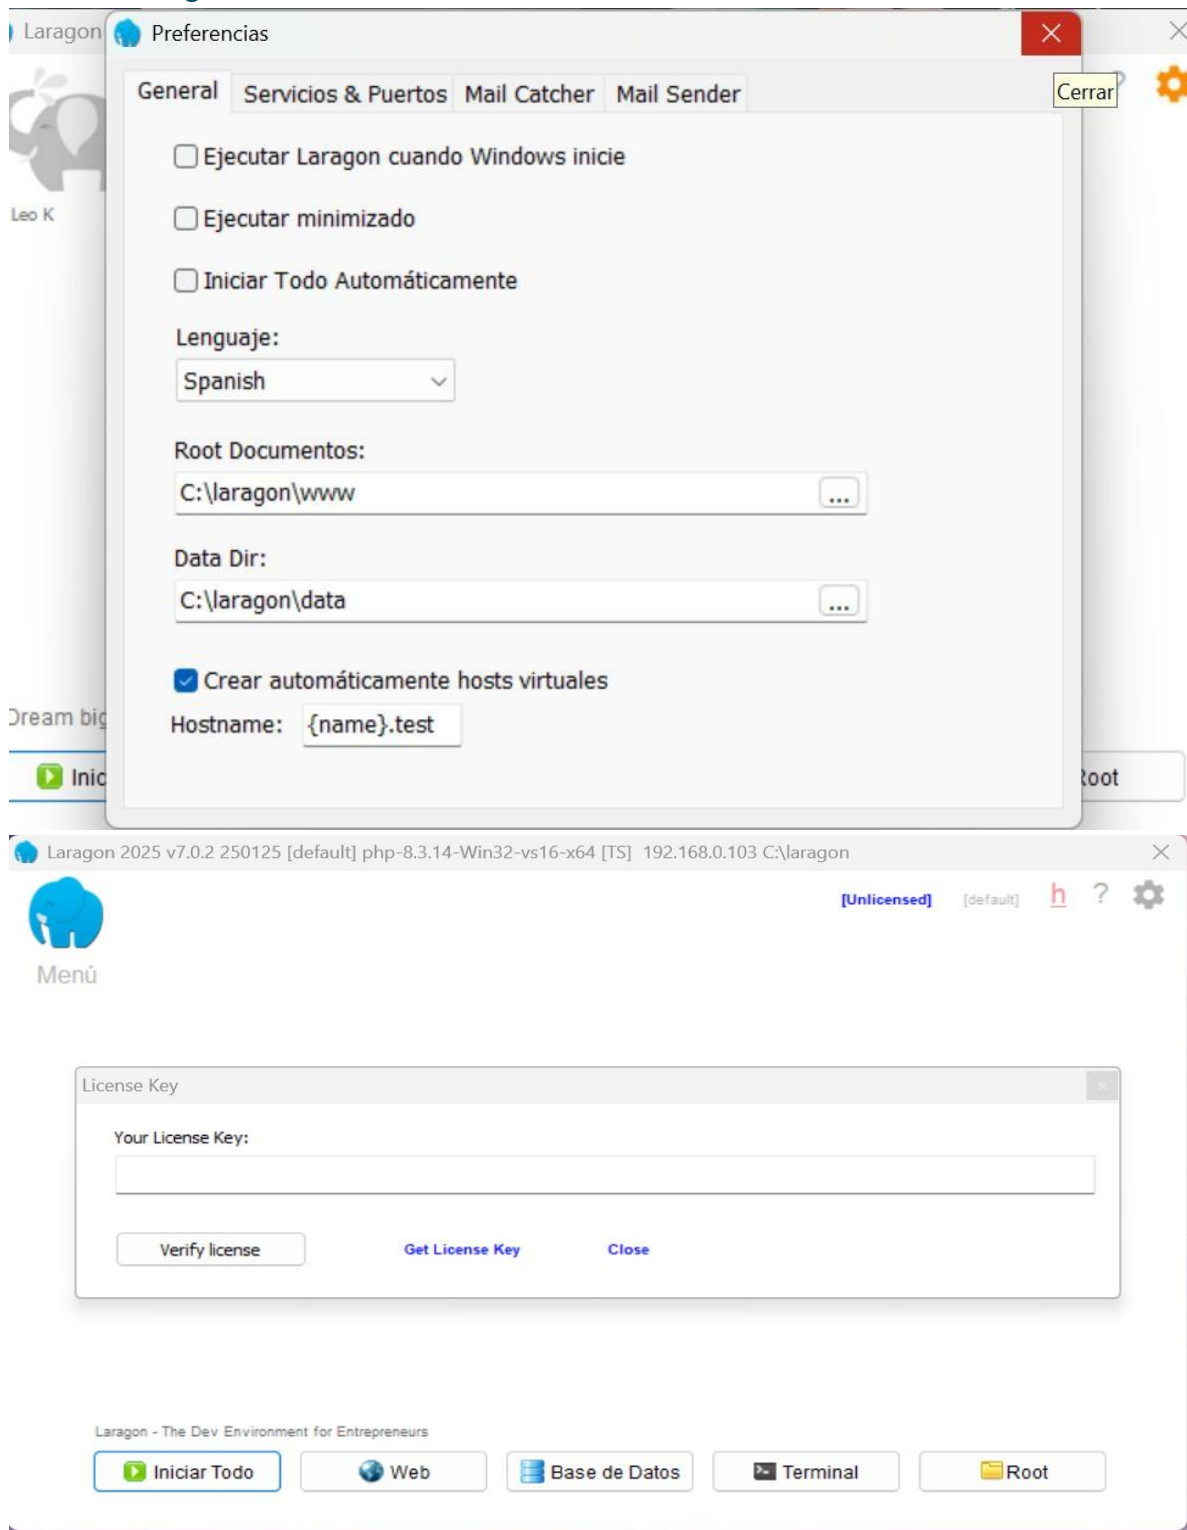 Laragon
Preferencias
General
Servicios & Puertos
Mail Catcher
Mail Sender
Cerrar
?
Ejecutar Laragon cuando Windows inicie
Leo K
Ejecutar minimizado
Iniciar Todo Automáticamente
Lenguaje:
Spanish
Root Documentos:
C:\laragon\www
...
Data Dir:
C:\laragon\data
...
Crear automáticamente hosts virtuales
Dream big
Hostname: {name}.test
Inic
Root
Laragon 2025 v7.0.2 250125 [default] php-8.3.14-Win32-vs16-x64 [TS] 192.168.0.103 C:\laragon
[Unlicensed] [default] h ?
Menú
License Key
Your License Key:
Verify license
Get License Key
Close
Laragon - The Dev Environment for Entrepreneurs
Iniciar Todo
Web
Base de Datos
Terminal
Root